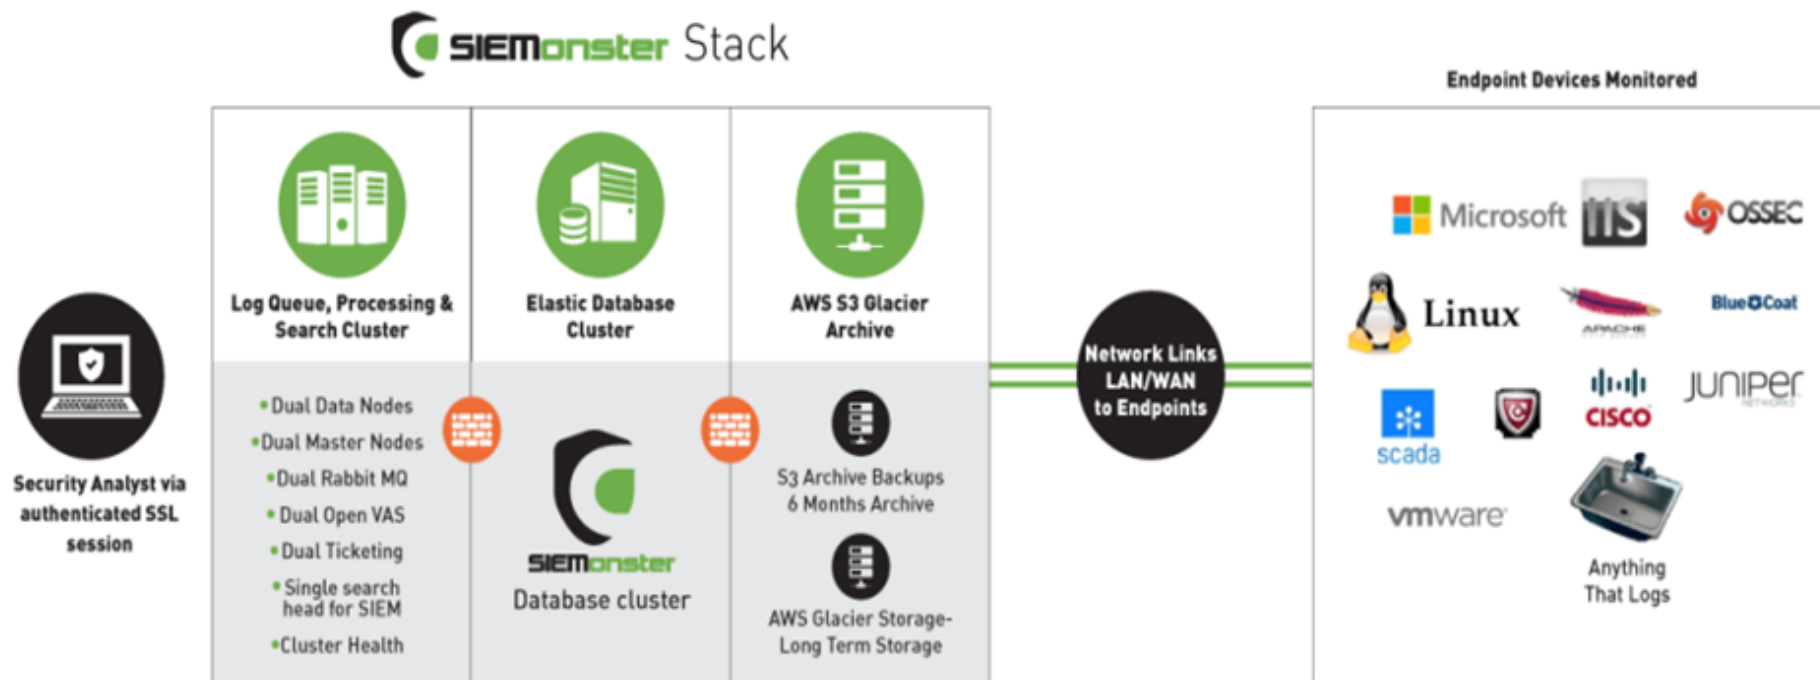 SIEMonster Stack
Endpoint Devices Monitored
Log Queue, Processing &
Search Cluster
Elastic Database
Cluster
AWS S3 Glacier
Archive
Security Analyst via
authenticated SSL
session
•Dual Data Nodes
•Dual Master Nodes
•Dual Rabbit MQ
•Dual Open VAS
•Dual Ticketing
•Single search
head for SIEM
•Cluster Health
SIEMonster
Database cluster
S3 Archive Backups
6 Months Archive
AWS Glacier Storage-
Long Term Storage
Network Links
LAN/WAN
to Endpoints
Microsoft
IIS
OSSEC
Linux
APACHE
Blue Coat
scada
CISCO
JUNIPEr
NETWORKS
vmware
Anything
That Logs